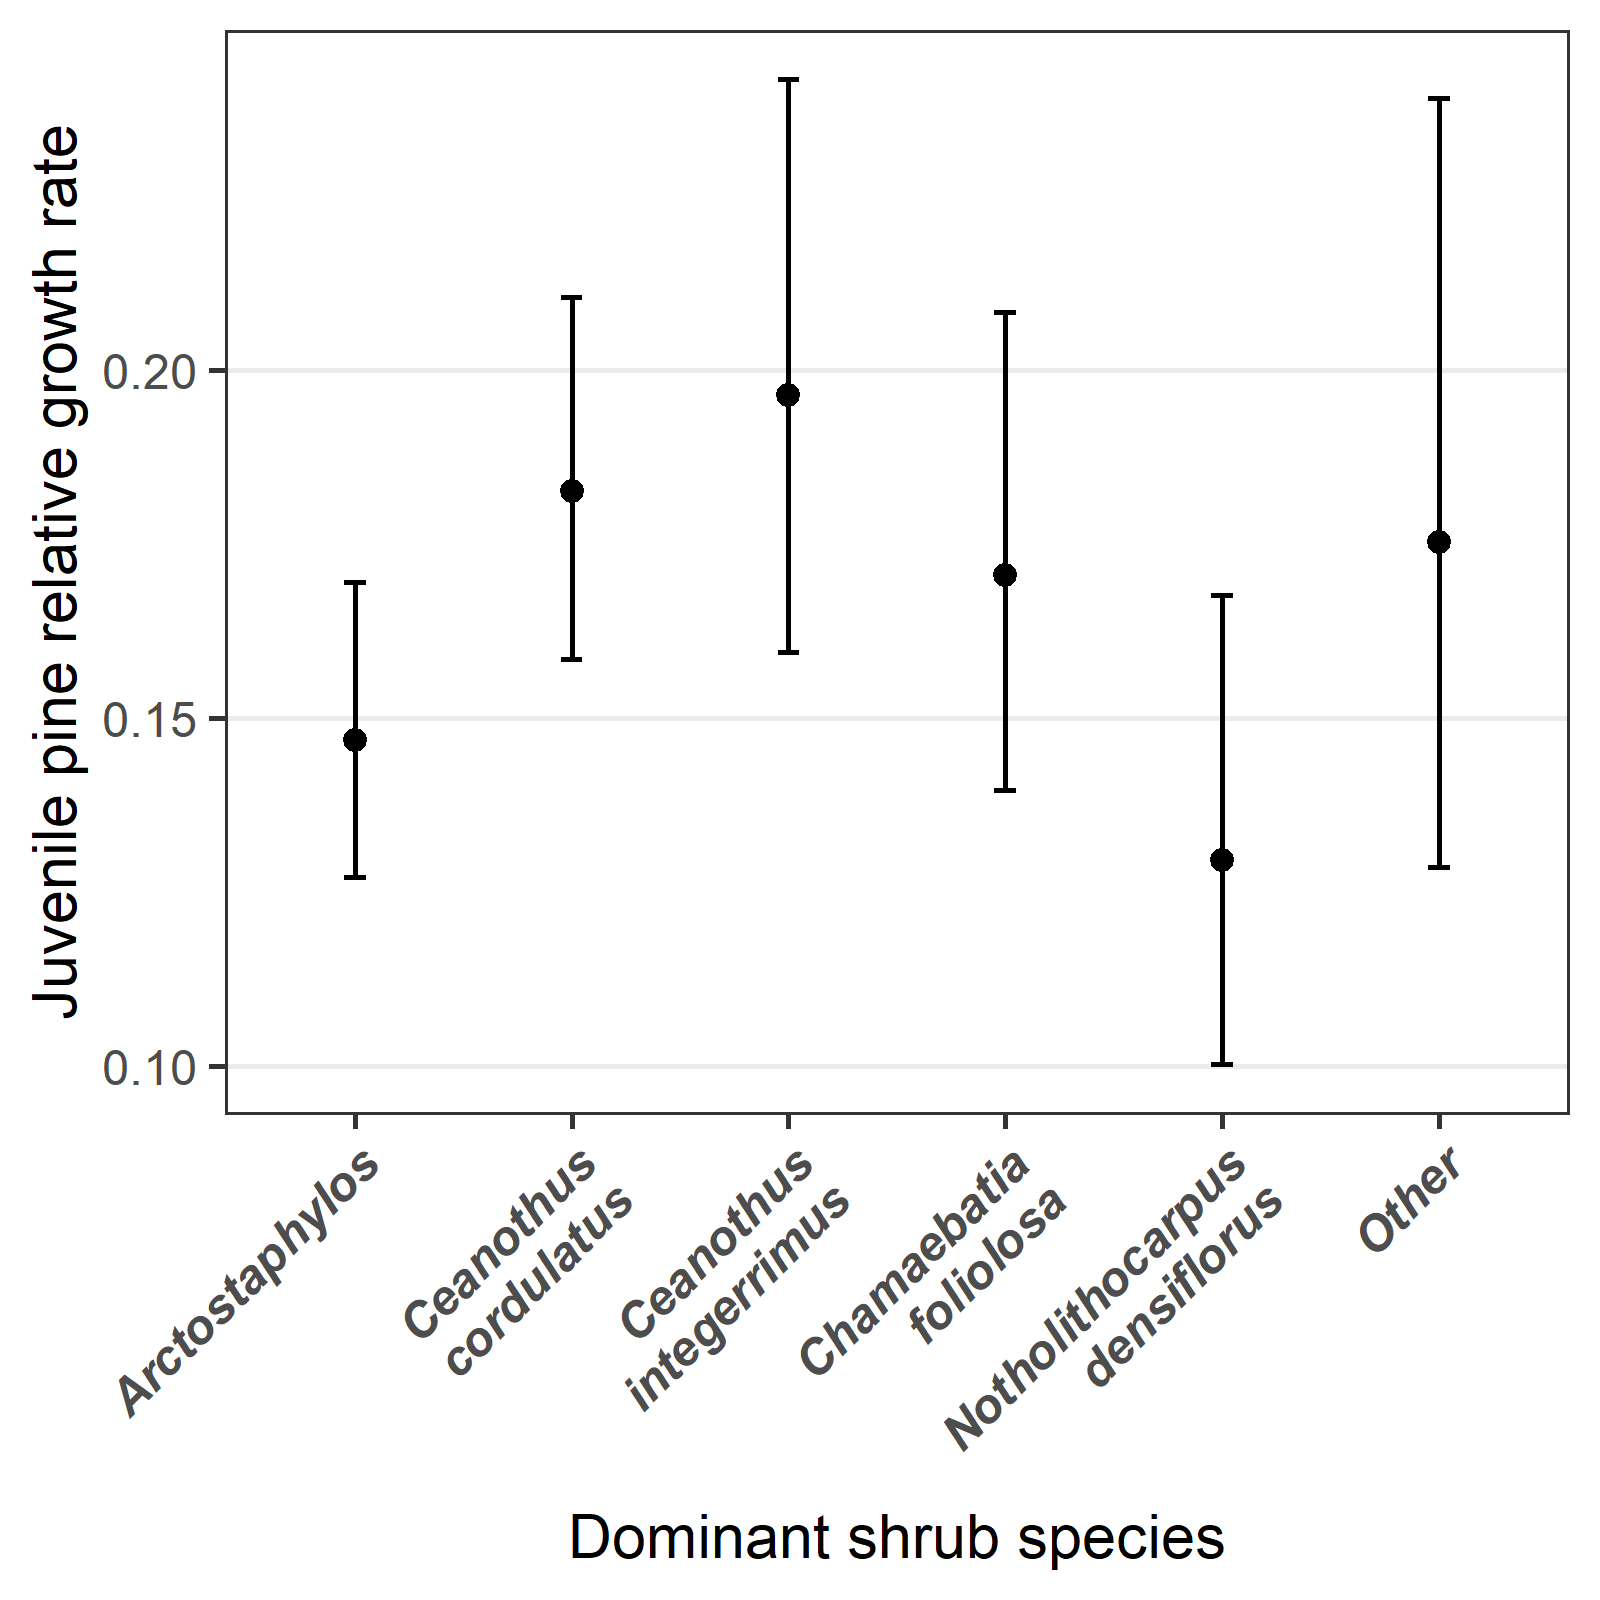 Juvenile pine relative growth rate
0.20
0.15
0.10
Arctostaphylos
Ceanothus
cordulatus
Ceanothus
integerrimus
Chamaebatia
foliolosa
Notholithocarpus
densiflorus
Other
Dominant shrub species